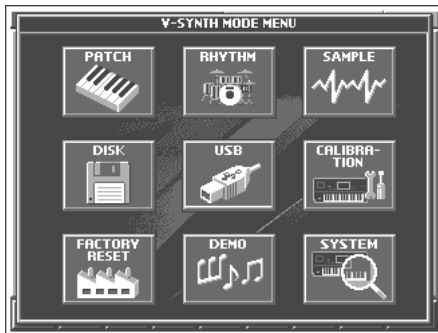 V-SYNTH MODE MENU
PATCH
RHYTHM
SAMPLE
DISK
USB
CALIBRA-
TION
FACTORY
RESET
DEMO
SYSTEM